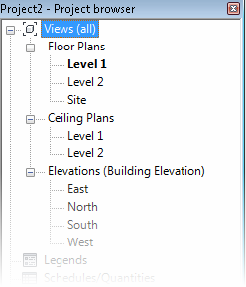 Project2 - Project browser
Views (all)
Floor Plans
Level 1
Level 2
Site
Ceiling Plans
Level 1
Level 2
Elevations (Building Elevation)
East
North
South
West
Legends
Schedules/Quantities